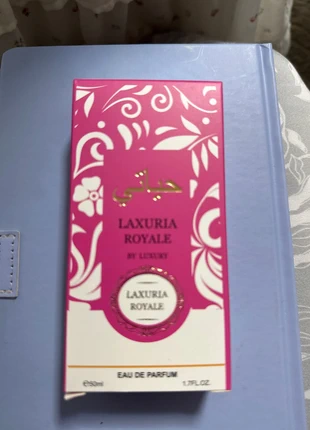 حياتي
LAXURIA
ROYALE
BY LUXURY
LAXURIA
ROYALE
EAU DE PARFUM
℮50ml 1.7FL.OZ.